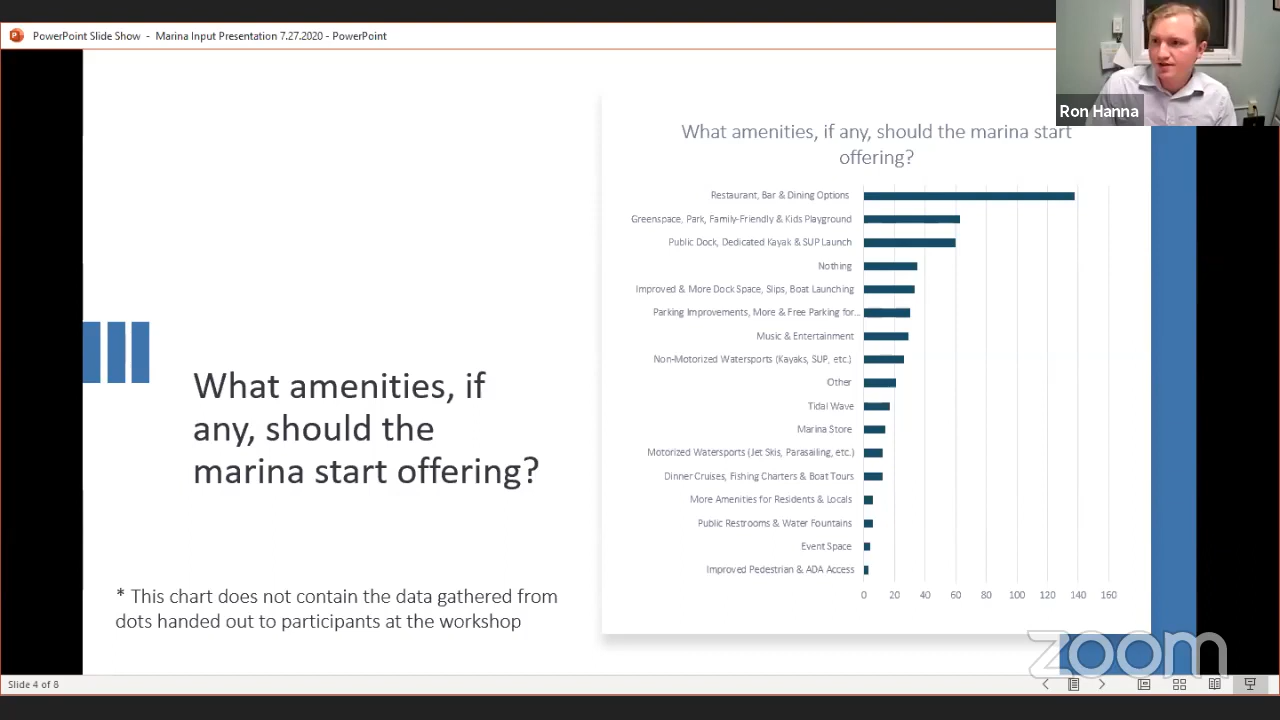 PowerPoint Slide Show - Marina Input Presentation 7.27.2020 - PowerPoint
Ron Hanna
What amenities, if
any, should the
marina start offering?
* This chart does not contain the data gathered from
dots handed out to participants at the workshop
What amenities, if any, should the marina start
offering?
Restaurant, Bar & Dining Options
Greenspace, Park, Family-Friendly & Kids Playground
Public Dock, Dedicated Kayak & SUP Launch
Nothing
Improved & More Dock Space, Slips, Boat Launching
Parking Improvements, More & Free Parking for...
Music & Entertainment
Non-Motorized Watersports (Kayaks, SUP, etc.)
Other
Tidal Wave
Marina Store
Motorized Watersports (Jet Skis, Parasailing, etc.)
Dinner Cruises, Fishing Charters & Boat Tours
More Amenities for Residents & Locals
Public Restrooms & Water Fountains
Event Space
Improved Pedestrian & ADA Access
0 20 40 60 80 100 120 140 160
zoom
Slide 4 of 8